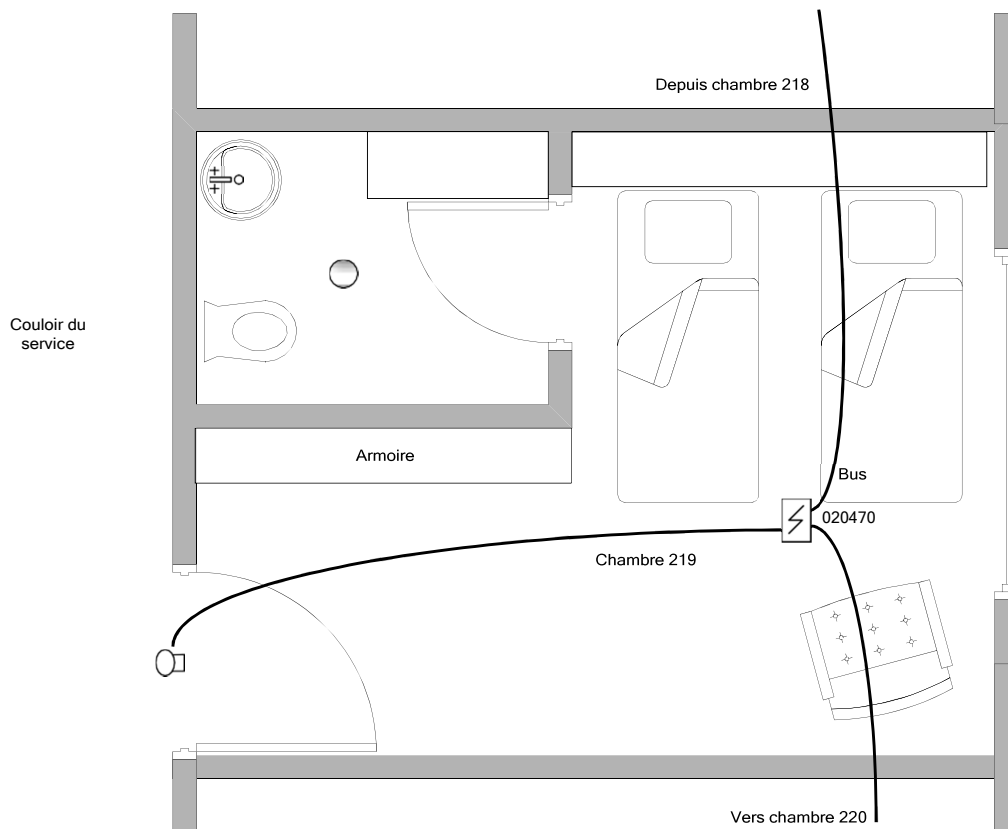 Depuis chambre 218
Couloir du
service
Armoire
Bus
020470
Chambre 219
Vers chambre 220